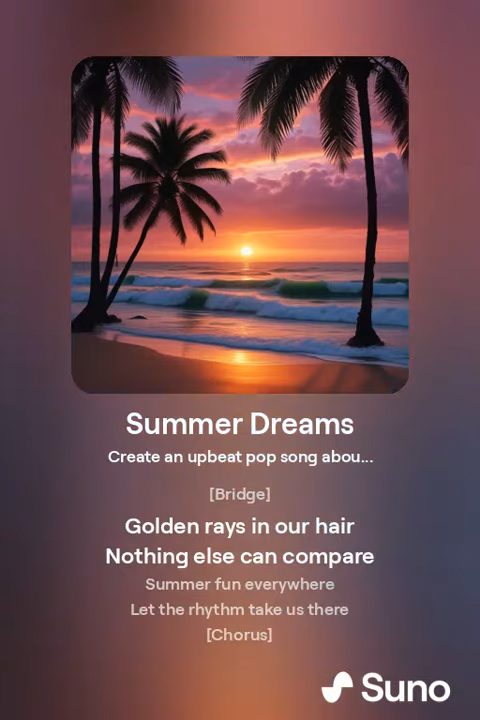 Summer Dreams
Create an upbeat pop song abou...
[Bridge]
Golden rays in our hair
Nothing else can compare
Summer fun everywhere
Let the rhythm take us there
[Chorus]
Suno